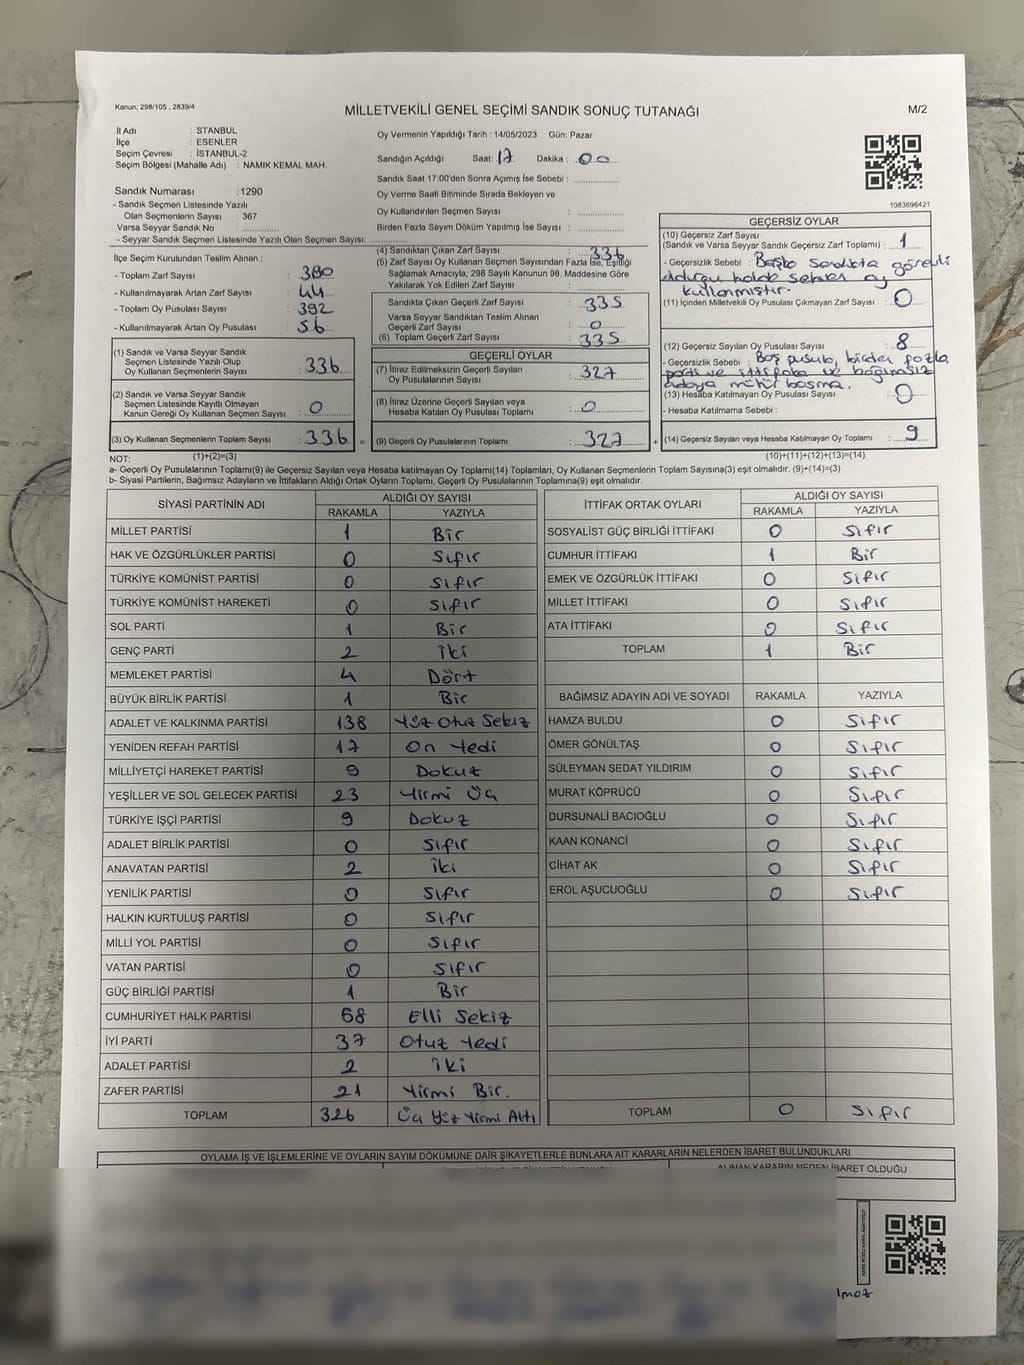 Kanun; 298/105 , 2839/4
MİLLETVEKİLİ GENEL SEÇİMİ SANDIK SONUÇ TUTANAĞI
M/2
İl Adı : STANBUL
İlçe : ESENLER
Seçim Çevresi : İSTANBUL-2
Seçim Bölgesi (Mahalle Adı) : NAMIK KEMAL MAH.
Sandık Numarası :1290
- Sandık Seçmen Listesinde Yazılı
Olan Seçmenlerin Sayısı : 367
Varsa Seyyar Sandık No :
- Seyyar Sandık Seçmen Listesinde Yazılı Olan Seçmen Sayısı:
İlçe Seçim Kurulundan Teslim Alınan ;
- Toplam Zarf Sayısı : 380
- Kullanılmayarak Artan Zarf Sayısı : 44
- Toplam Oy Pusulası Sayısı : 392
- Kullanılmayarak Artan Oy Pusulası : 56
(1) Sandık ve Varsa Seyyar Sandık
Seçmen Listesinde Yazılı Olup
Oy Kullanan Seçmen Sayısı : 336
(2) Sandık ve Varsa Seyyar Sandık
Seçmen Listesinde Kayıtlı Olmayan
Kanun Gereği Oy Kullanan Seçmen Sayısı : 0
(3) Oy Kullanan Seçmenlerin Toplam Sayısı : 336
Oy Vermenin Yapıldığı Tarih : 14/05/2023 Gün: Pazar
Sandığın Açıldığı Saat: 17 Dakika : 00
Sandık Saat 17:00'den Sonra Açımış İse Sebebi :
Oy Verme Saati Bitiminde Sırada Bekleyen ve
Oy Kullandırılan Seçmen Sayısı :
Birden Fazla Sayım Döküm Yapılmış İse Sayısı :
(4) Sandıktan Çıkan Zarf Sayısı : 336
(5) Zarf Sayısı Oy Kullanan Seçmen Sayısından Fazla İse, Eşitliği
Sağlamak Amacıyla; 298 Sayılı Kanunun 98. Maddesine Göre
Yakılarak Yok Edilen Zarf Sayısı :
Sandıkta Çıkan Geçerli Zarf Sayısı : 335
Varsa Seyyar Sandıktan Teslim Alınan
Geçerli Zarf Sayısı : 0
(6) Toplam Geçerli Zarf Sayısı : 335
GEÇERLİ OYLAR
(7) İtiraz Edilmeksizin Geçerli Sayılan
Oy Pusulalarının Sayısı : 327
(8) İtiraz Üzerine Geçerli Sayılan veya
Hesaba Katılan Oy Pusulası Toplamı : 0
= (9) Geçerli Oy Pusulalarının Toplamı : 327 +
1083696421
GEÇERSİZ OYLAR
(10) Geçersiz Zarf Sayısı
(Sandık ve Varsa Seyyar Sandık Geçersiz Zarf Toplamı) : 1
- Geçersizlik Sebebi : Başka sandıkta görevli
olduğu halde sehven oy
kullanmıştır.
(11) İçinden Milletvekili Oy Pusulası Çıkmayan Zarf Sayısı : 0
(12) Geçersiz Sayılan Oy Pusulası Sayısı : 8
- Geçersizlik Sebebi : Boş pusula, birden fazla
parti ve ittifaka ve bağımsız
adaya mühür basma.
(13) Hesaba Katılmayan Oy Pusulası Sayısı : 0
- Hesaba Katılmama Sebebi :
(14) Geçersiz Sayılan veya Hesaba Katılmayan Oy Toplamı : 9
NOT: (1)+(2)=(3) (10)+(11)+(12)+(13)=(14)
a- Geçerli Oy Pusulalarının Toplamı(9) ile Geçersiz Sayılan veya Hesaba katılmayan Oy Toplamı(14) Toplamları, Oy Kullanan Seçmenlerin Toplam Sayısına(3) eşit olmalıdır. (9)+(14)=(3)
b- Siyasi Partilerin, Bağımsız Adayların ve İttifakların Aldığı Ortak Oyların Toplamı, Geçerli Oy Pusulalarının Toplamına(9) eşit olmalıdır.
SİYASİ PARTİNİN ADI ALDIĞI OY SAYISI
RAKAMLA YAZIYLA
MİLLET PARTİSİ 1 Bir
HAK VE ÖZGÜRLÜKLER PARTİSİ 0 Sıfır
TÜRKİYE KOMÜNİST PARTİSİ 0 Sıfır
TÜRKİYE KOMÜNİST HAREKETİ 0 Sıfır
SOL PARTİ 1 Bir
GENÇ PARTİ 2 İki
MEMLEKET PARTİSİ 4 Dört
BÜYÜK BİRLİK PARTİSİ 1 Bir
ADALET VE KALKINMA PARTİSİ 138 Yüz Otuz Sekiz
YENİDEN REFAH PARTİSİ 17 On Yedi
MİLLİYETÇİ HAREKET PARTİSİ 9 Dokuz
YEŞİLLER VE SOL GELECEK PARTİSİ 23 Yirmi Üç
TÜRKİYE İŞÇİ PARTİSİ 9 Dokuz
ADALET BİRLİK PARTİSİ 0 Sıfır
ANAVATAN PARTİSİ 2 İki
YENİLİK PARTİSİ 0 Sıfır
HALKIN KURTULUŞ PARTİSİ 0 Sıfır
MİLLİ YOL PARTİSİ 0 Sıfır
VATAN PARTİSİ 0 Sıfır
GÜÇ BİRLİĞİ PARTİSİ 1 Bir
CUMHURİYET HALK PARTİSİ 58 Elli Sekiz
İYİ PARTİ 37 Otuz Yedi
ADALET PARTİSİ 2 İki
ZAFER PARTİSİ 21 Yirmi Bir.
TOPLAM 326 Üç Yüz Yirmi Altı
İTTİFAK ORTAK OYLARI ALDIĞI OY SAYISI
RAKAMLA YAZIYLA
SOSYALİST GÜÇ BİRLİĞİ İTTİFAKI 0 Sıfır
CUMHUR İTTİFAKI 1 Bir
EMEK VE ÖZGÜRLÜK İTTİFAKI 0 Sıfır
MİLLET İTTİFAKI 0 Sıfır
ATA İTTİFAKI 0 Sıfır
TOPLAM 1 Bir
BAĞIMSIZ ADAYIN ADI VE SOYADI RAKAMLA YAZIYLA
HAMZA BULDU 0 Sıfır
ÖMER GÖNÜLTAŞ 0 Sıfır
SÜLEYMAN SEDAT YILDIRIM 0 Sıfır
MURAT KÖPRÜCÜ 0 Sıfır
DURSUNALİ BACIOĞLU 0 Sıfır
KAAN KONANCİ 0 Sıfır
CİHAT AK 0 Sıfır
EROL AŞUCUOĞLU 0 Sıfır
TOPLAM 0 Sıfır
OYLAMA İŞ VE İŞLEMLERİNE VE OYLARIN SAYIM DÖKÜMÜNE DAİR ŞİKAYETLERLE BUNLARA AİT KARARLARIN NELERDEN İBARET BULUNDUKLARI
ALINAN KARARIN NEDEN İBARET OLDUĞU